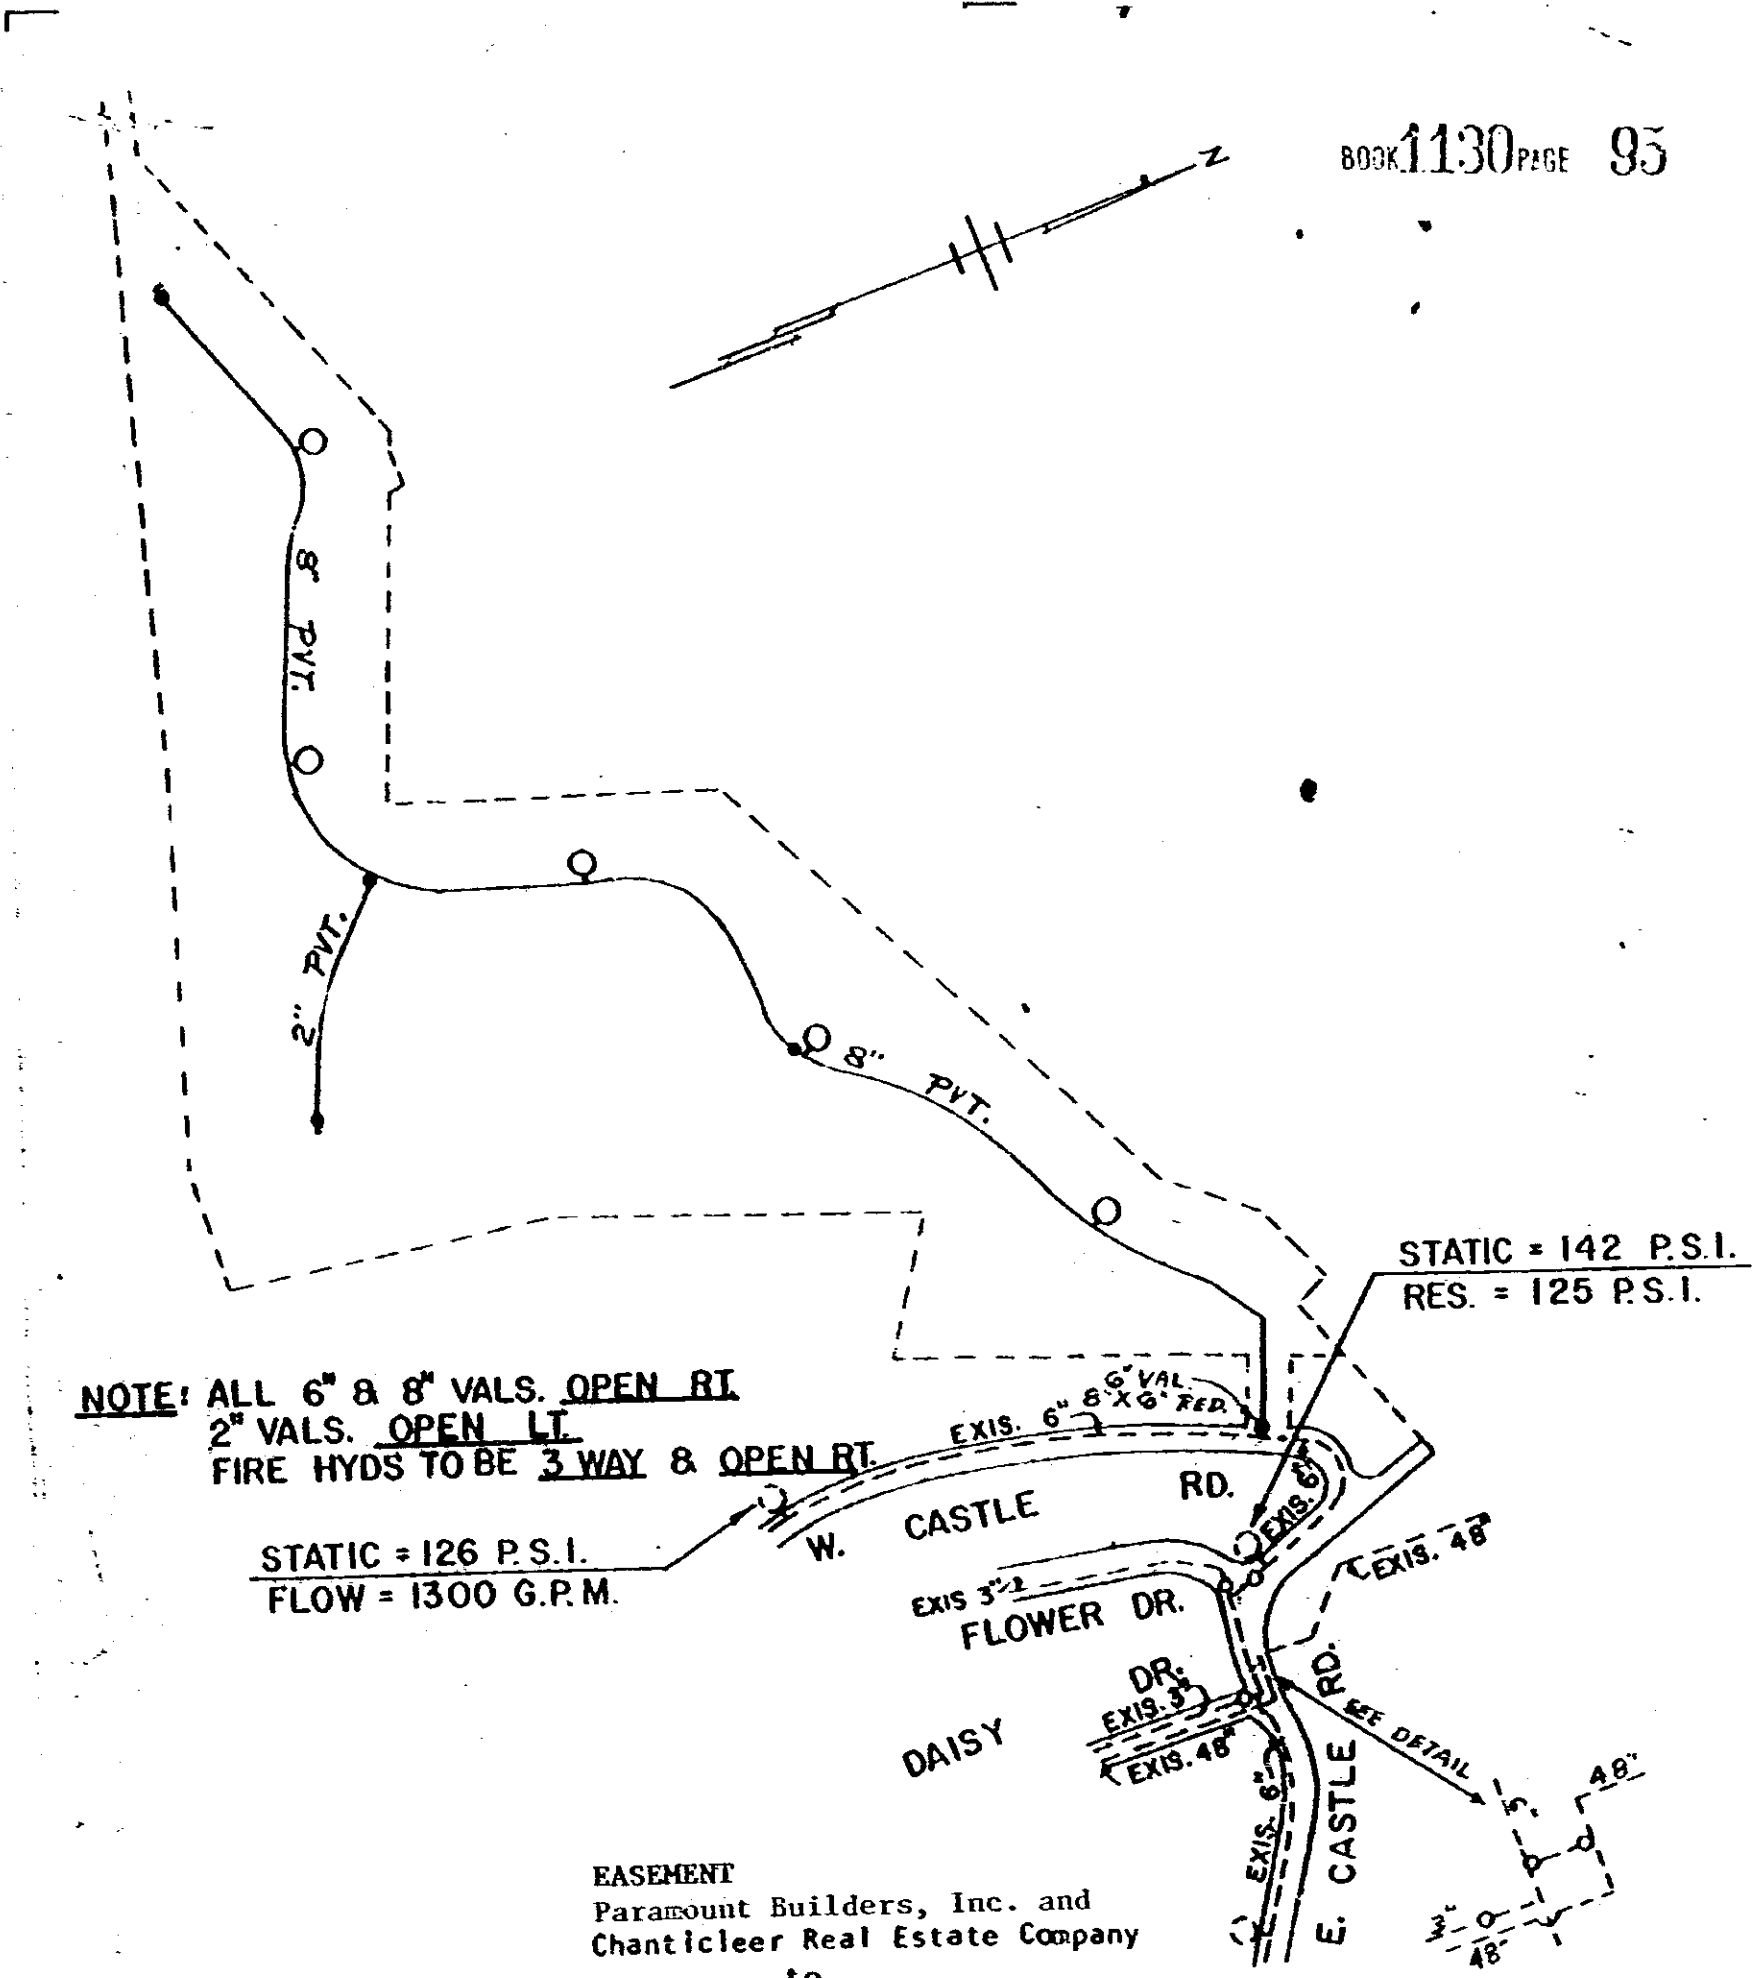 BOOK 1130 PAGE 95
N
8" PVT.
2" PVT.
8" PVT.
STATIC = 142 P.S.I.
RES. = 125 P.S.I.
NOTE: ALL 6" & 8" VALS. OPEN RT.
2" VALS. OPEN LT.
FIRE HYDS TO BE 3 WAY & OPEN RT.
6" VAL.
8" X 6" RED.
EXIS. 6"
EXIS. 6"
W. CASTLE RD.
STATIC = 126 P.S.I.
FLOW = 1300 G.P.M.
EXIS. 48"
EXIS 3"
FLOWER DR.
DAISY DR.
EXIS. 3"
EXIS. 48"
EXIS. 6"
E. CASTLE RD.
SEE DETAIL
48"
3"
48"
EASEMENT
Paramount Builders, Inc. and
Chanticleer Real Estate Company
to